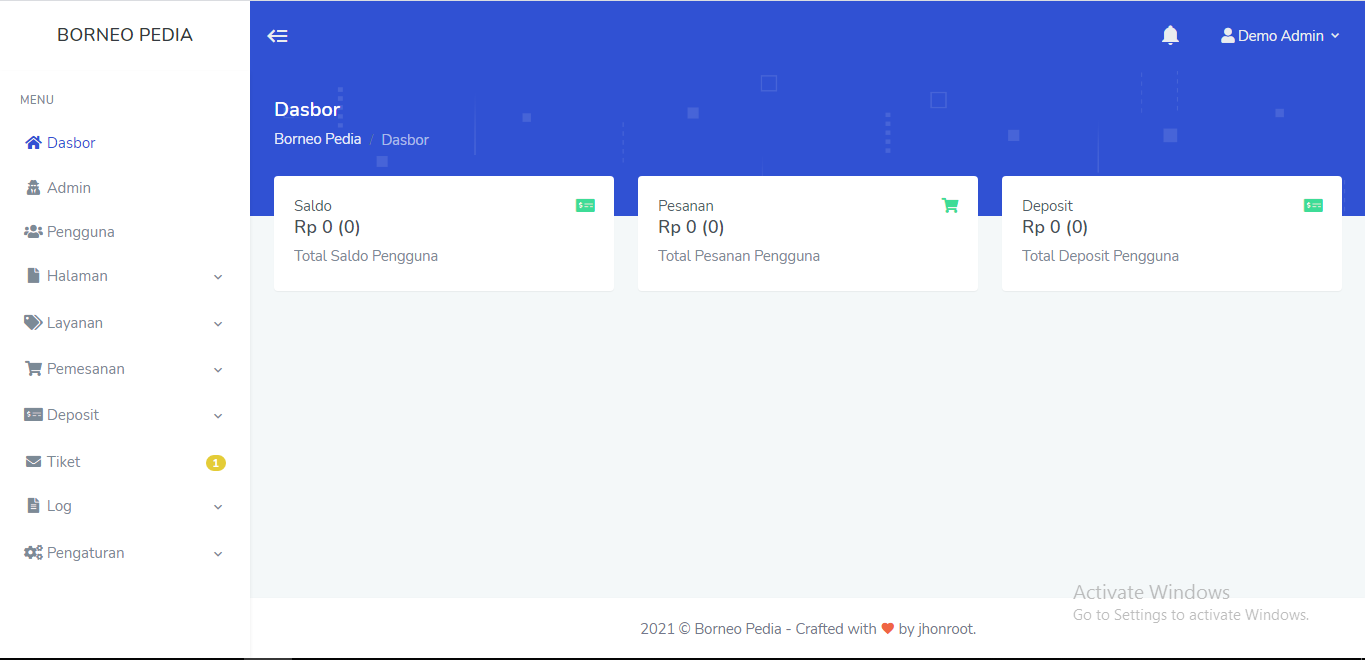 BORNEO PEDIA
MENU
Dasbor
Admin
Pengguna
Halaman
Layanan
Pemesanan
Deposit
Tiket 1
Log
Pengaturan
Demo Admin
Dasbor
Borneo Pedia / Dasbor
Saldo
Rp 0 (0)
Total Saldo Pengguna
Pesanan
Rp 0 (0)
Total Pesanan Pengguna
Deposit
Rp 0 (0)
Total Deposit Pengguna
Activate Windows
Go to Settings to activate Windows.
2021 © Borneo Pedia - Crafted with ❤ by jhonroot.